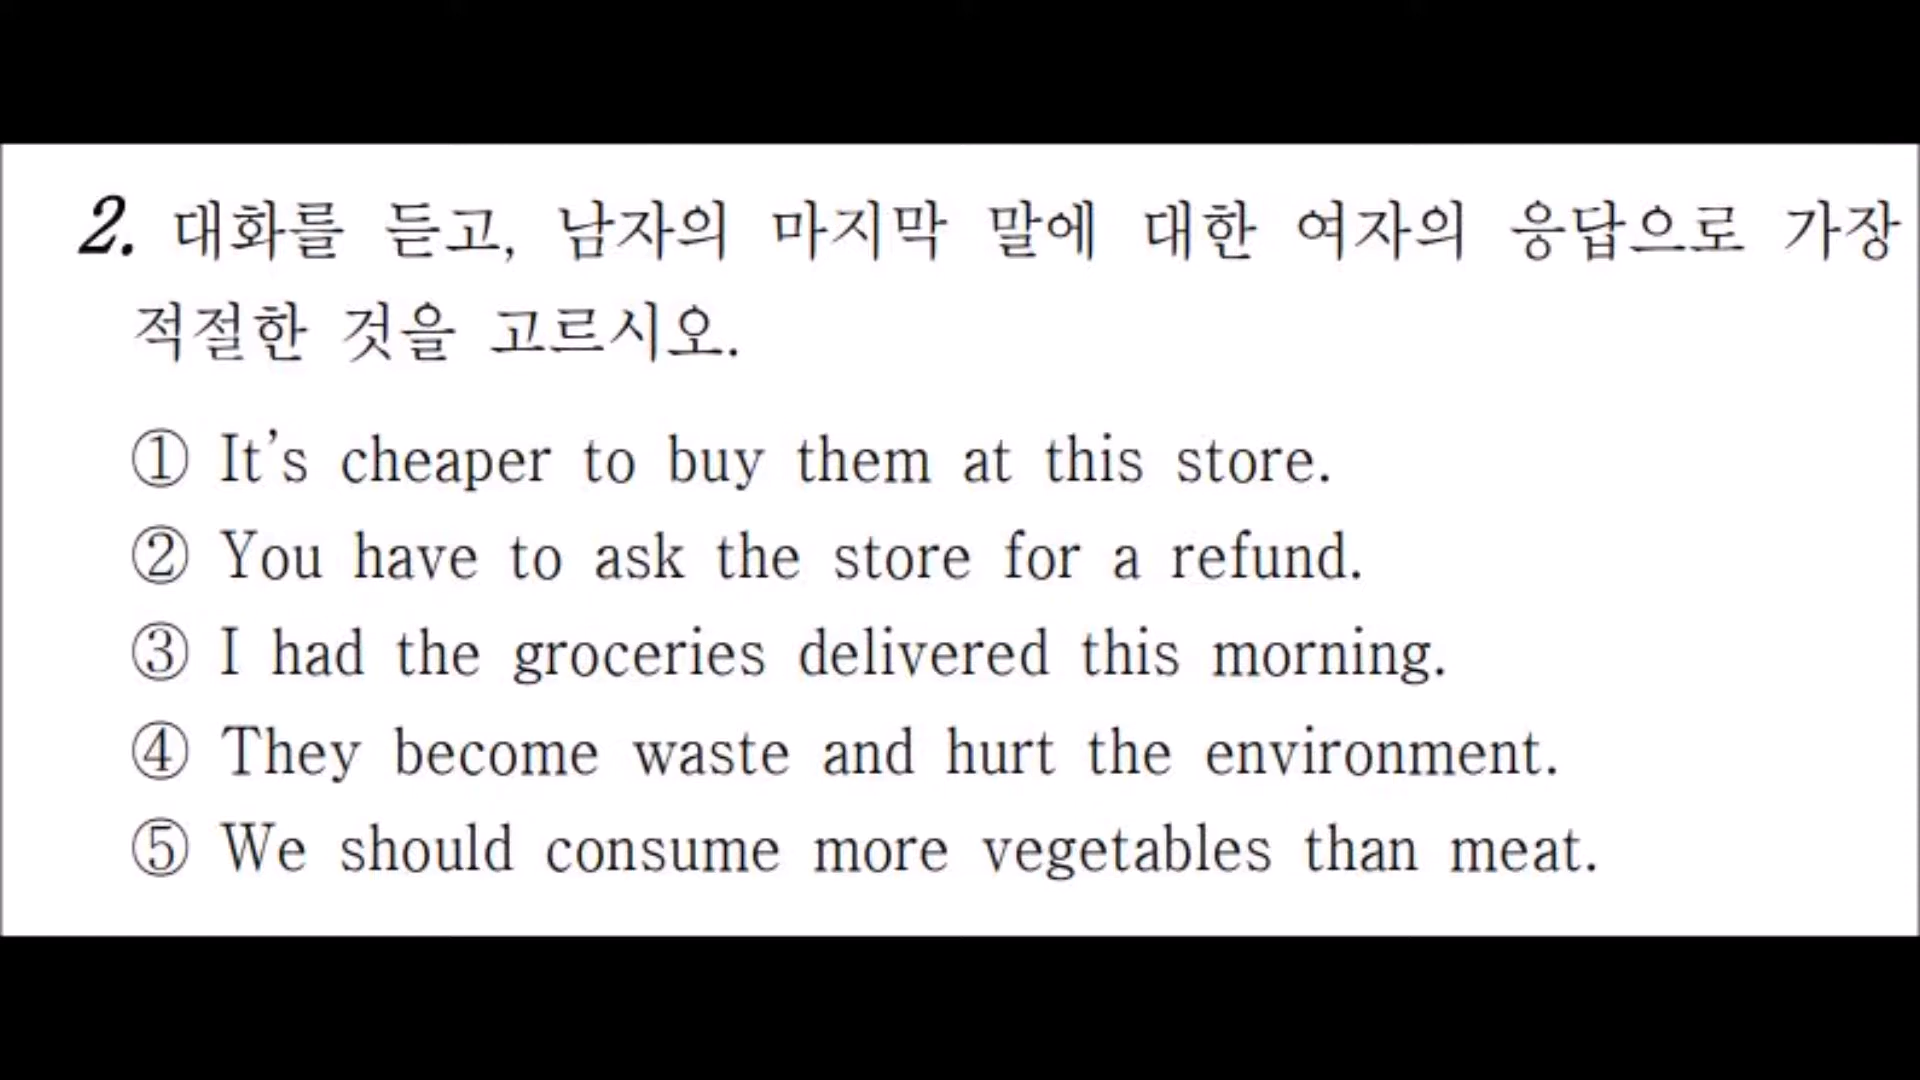 2. 대화를 듣고, 남자의 마지막 말에 대한 여자의 응답으로 가장
적절한 것을 고르시오.
① It's cheaper to buy them at this store.
② You have to ask the store for a refund.
③ I had the groceries delivered this morning.
④ They become waste and hurt the environment.
⑤ We should consume more vegetables than meat.